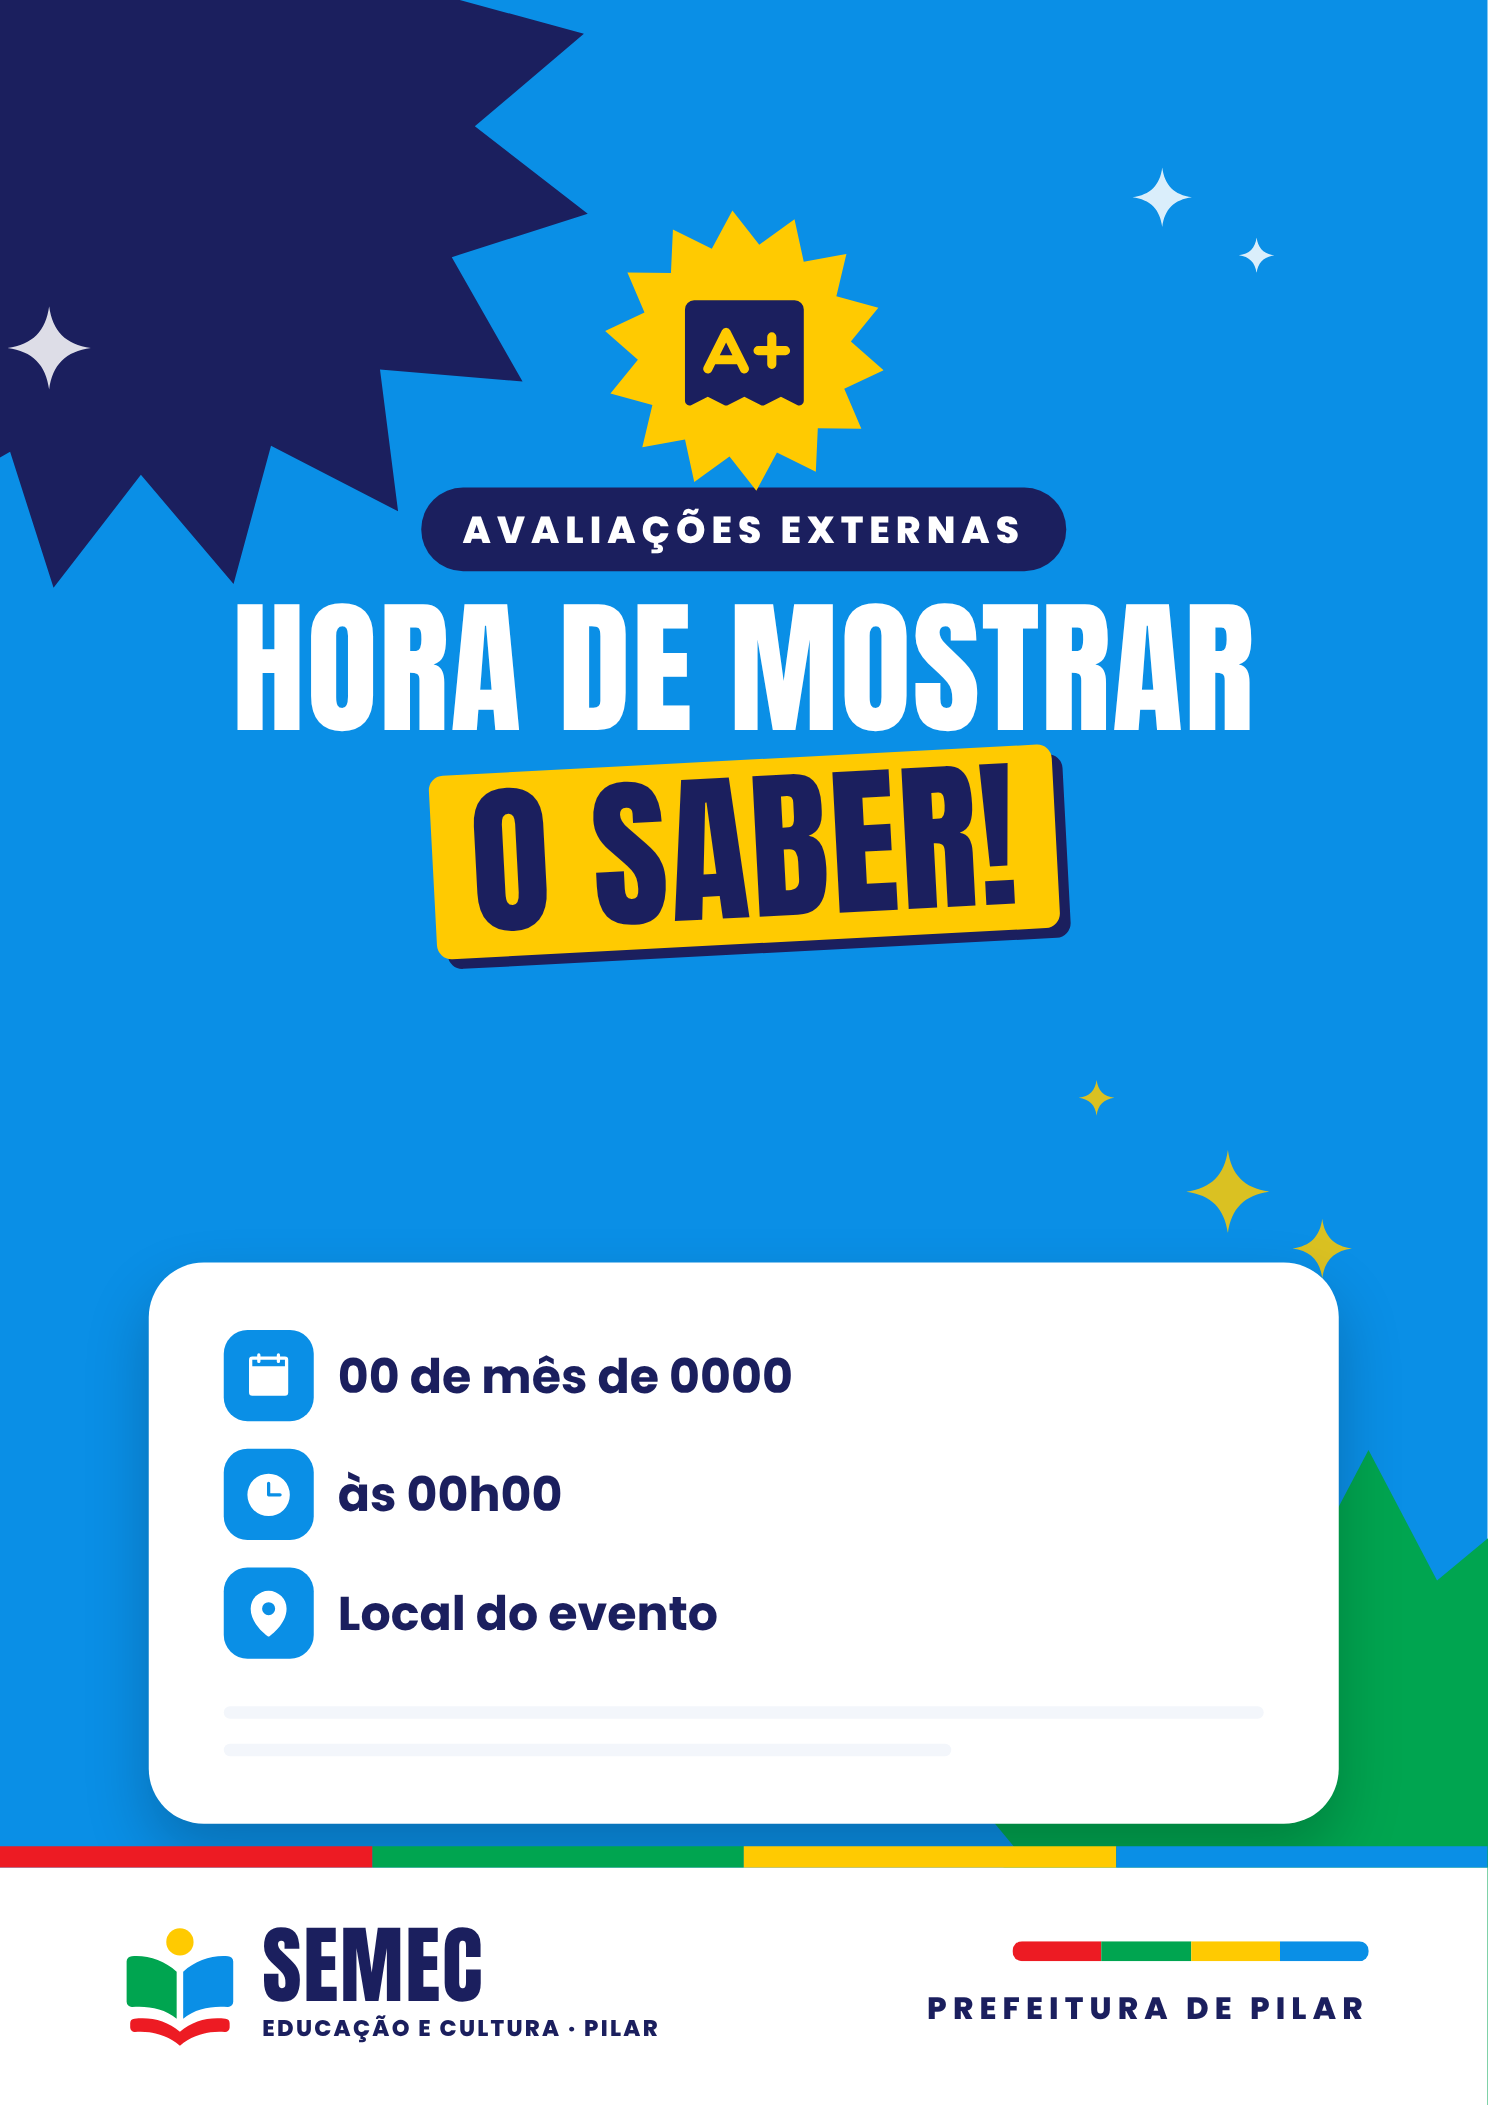 A+
AVALIAÇÕES EXTERNAS
HORA DE MOSTRAR
O SABER!
00 de mês de 0000
às 00h00
Local do evento
SEMEC
EDUCAÇÃO E CULTURA · PILAR
PREFEITURA DE PILAR